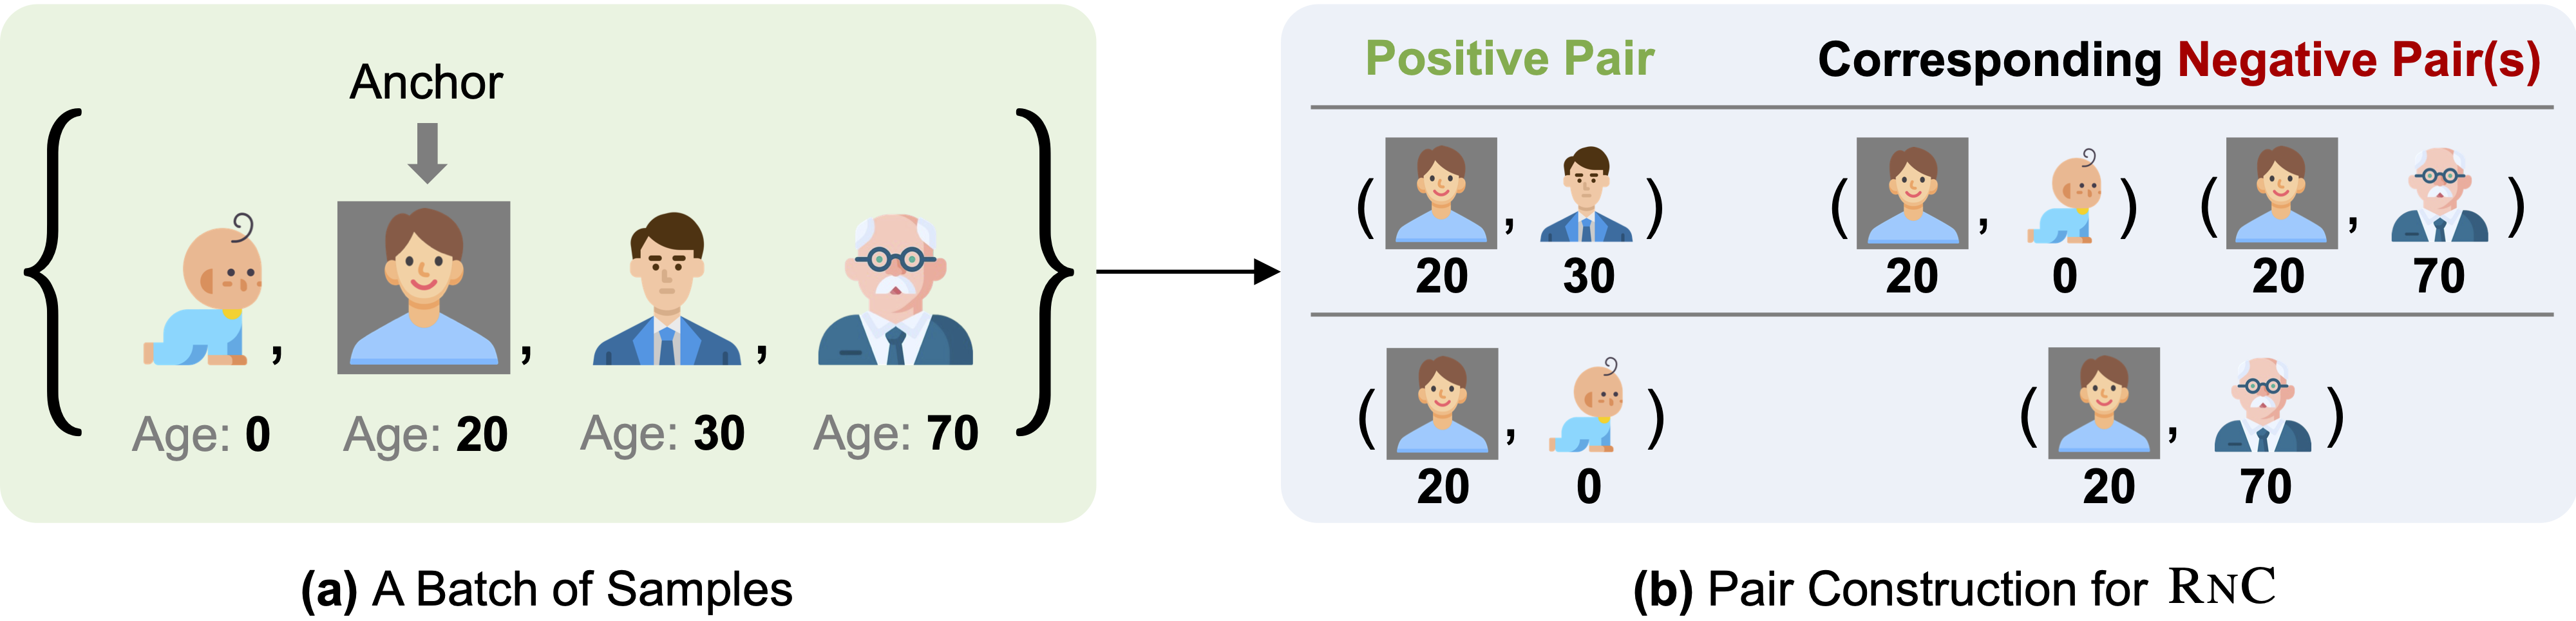 Anchor
{ , , , }
Age: 0 Age: 20 Age: 30 Age: 70
(a) A Batch of Samples
Positive Pair Corresponding Negative Pair(s)
( , ) ( , ) ( , )
20 30 20 0 20 70
( , ) ( , )
20 0 20 70
(b) Pair Construction for RNC